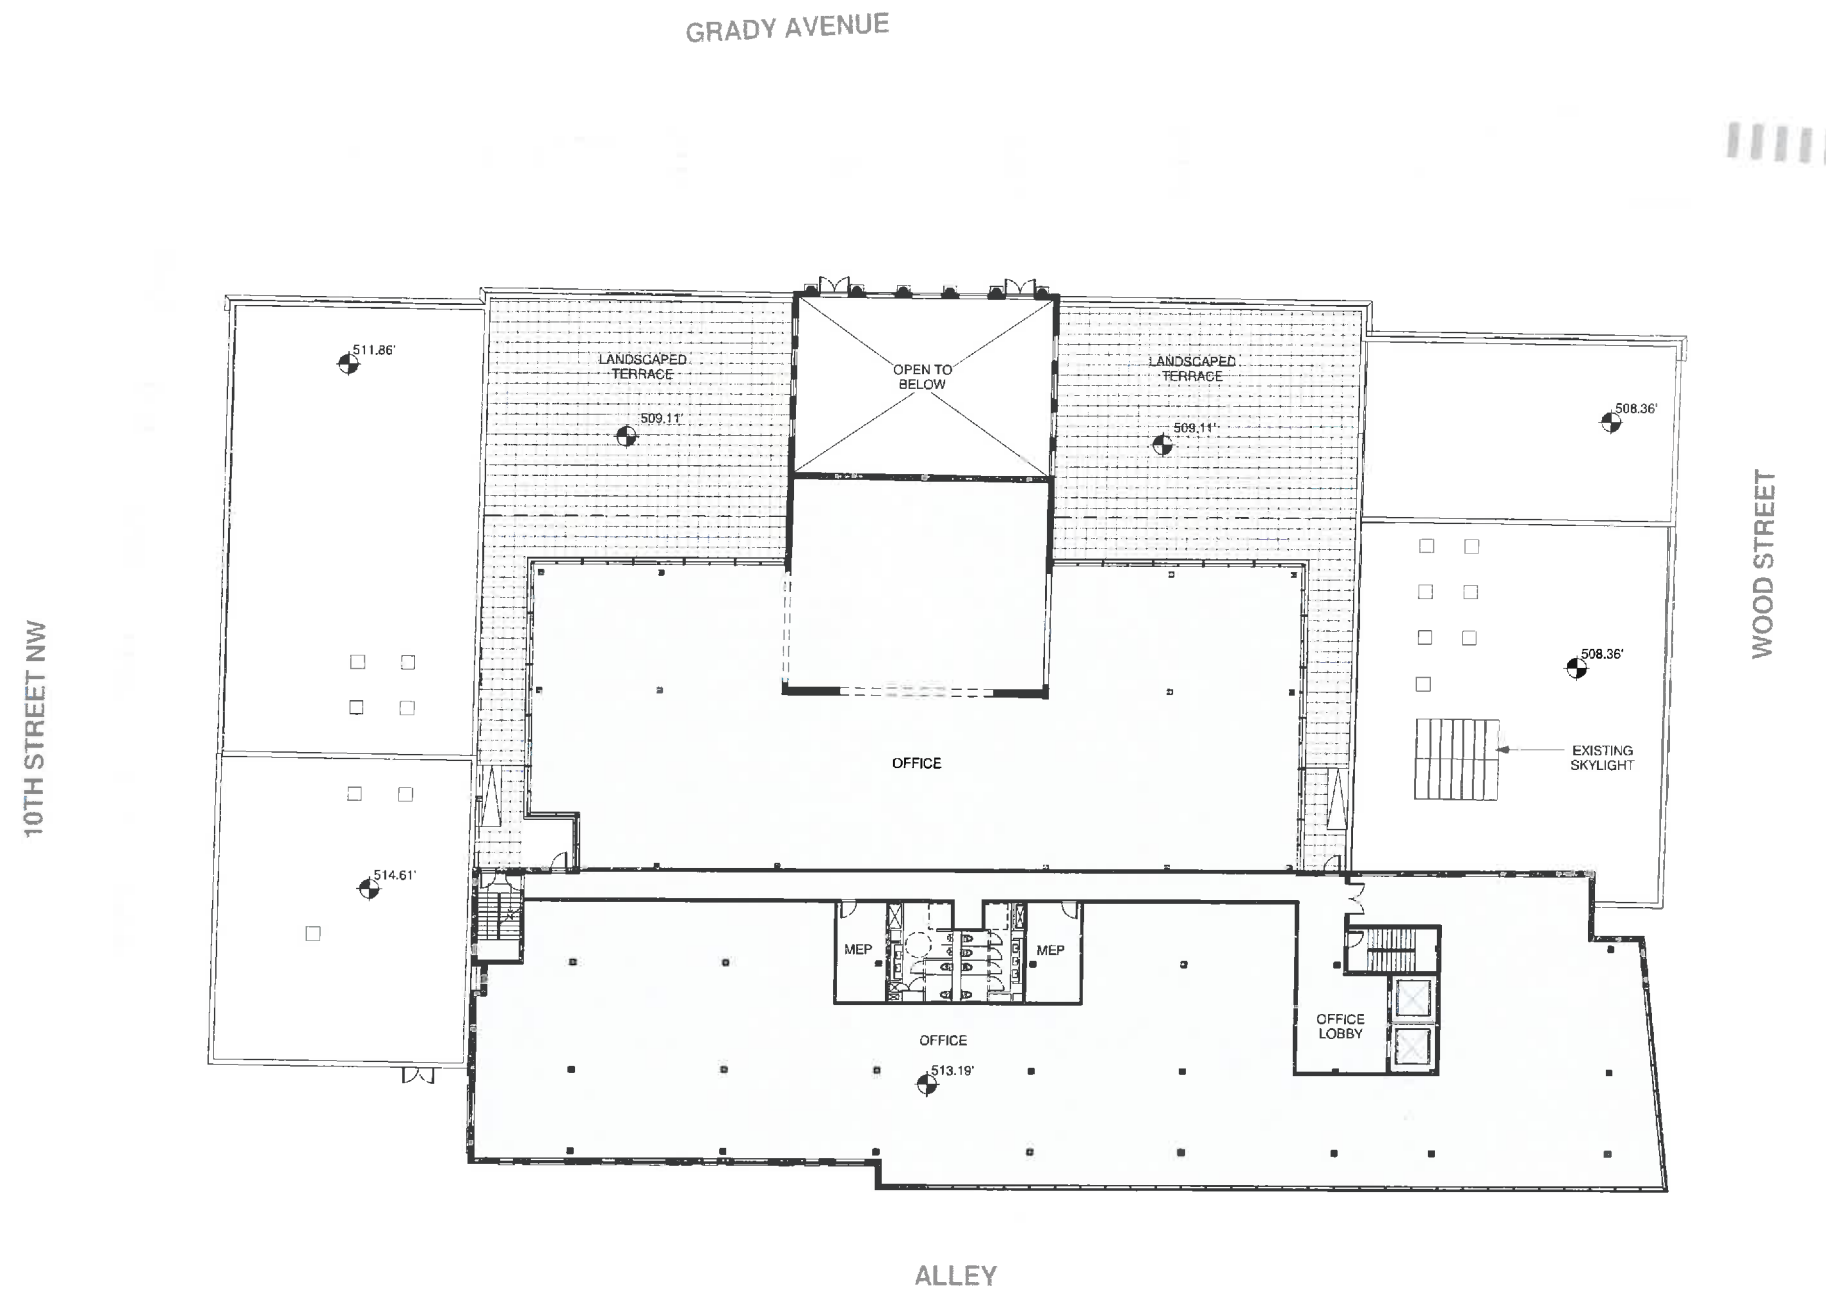 GRADY AVENUE
511.86'
LANDSCAPED
TERRACE
509.11'
OPEN TO
BELOW
LANDSCAPED
TERRACE
509.11'
508.36'
WOOD STREET
10TH STREET NW
508.36'
EXISTING
SKYLIGHT
OFFICE
514.61'
MEP
MEP
OFFICE
LOBBY
OFFICE
513.19'
ALLEY